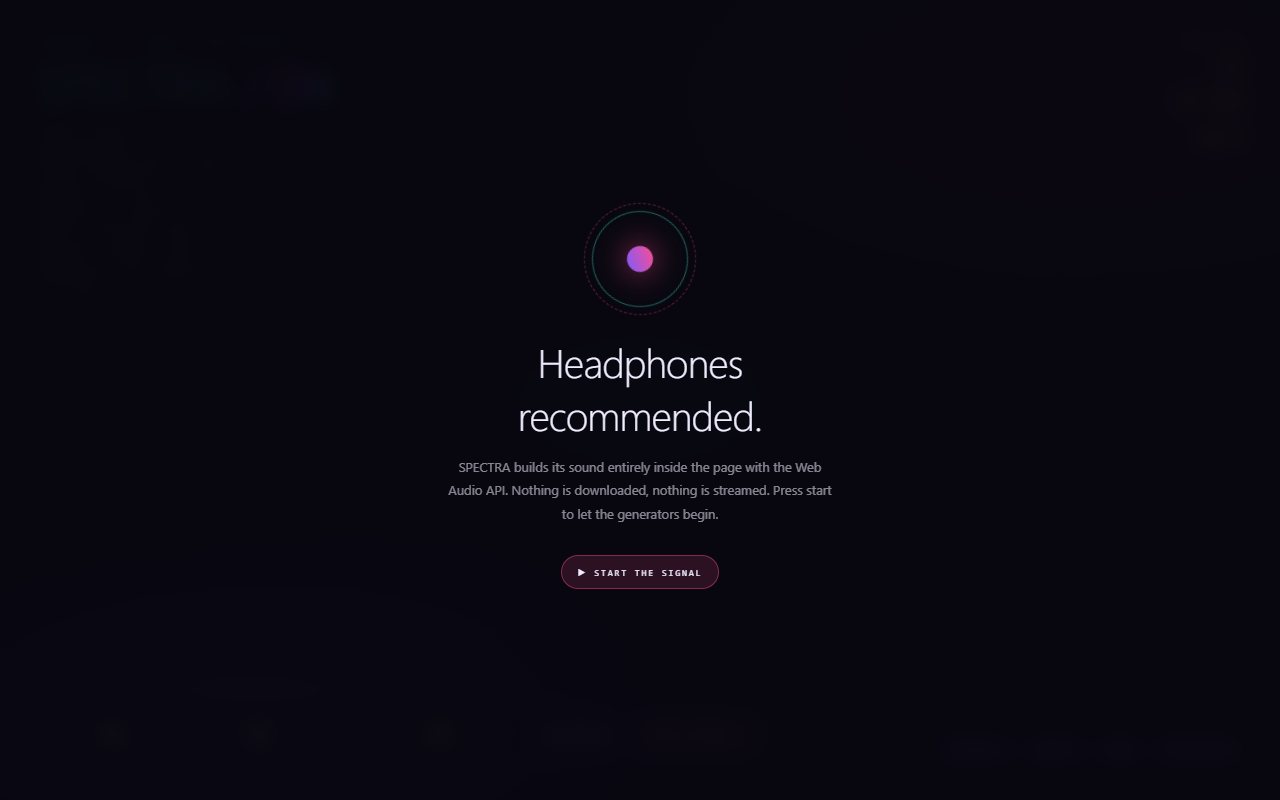 Headphones
recommended.
SPECTRA builds its sound entirely inside the page with the Web
Audio API. Nothing is downloaded, nothing is streamed. Press start
to let the generators begin.
▶ START THE SIGNAL